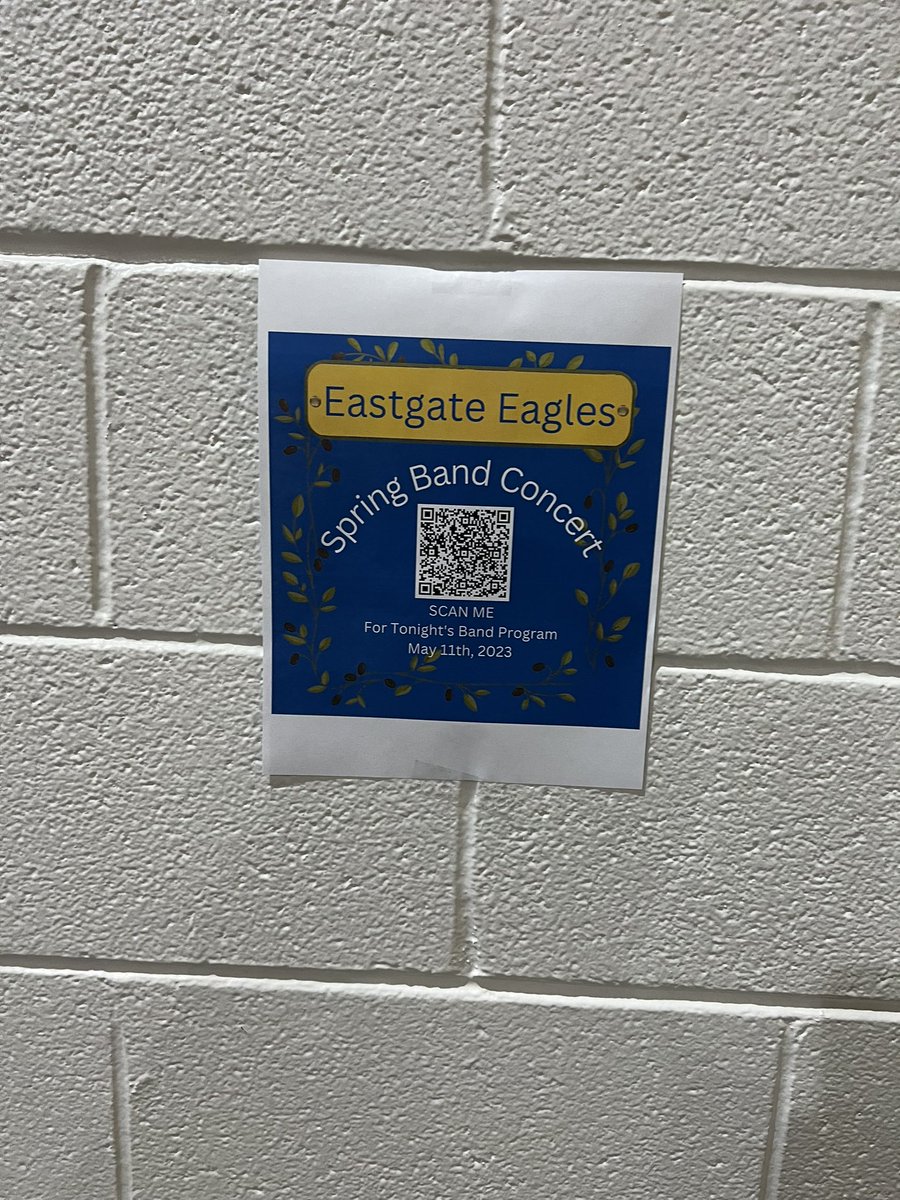 Eastgate Eagles
Spring Band Concert
SCAN ME
For Tonight's Band Program
May 11th, 2023